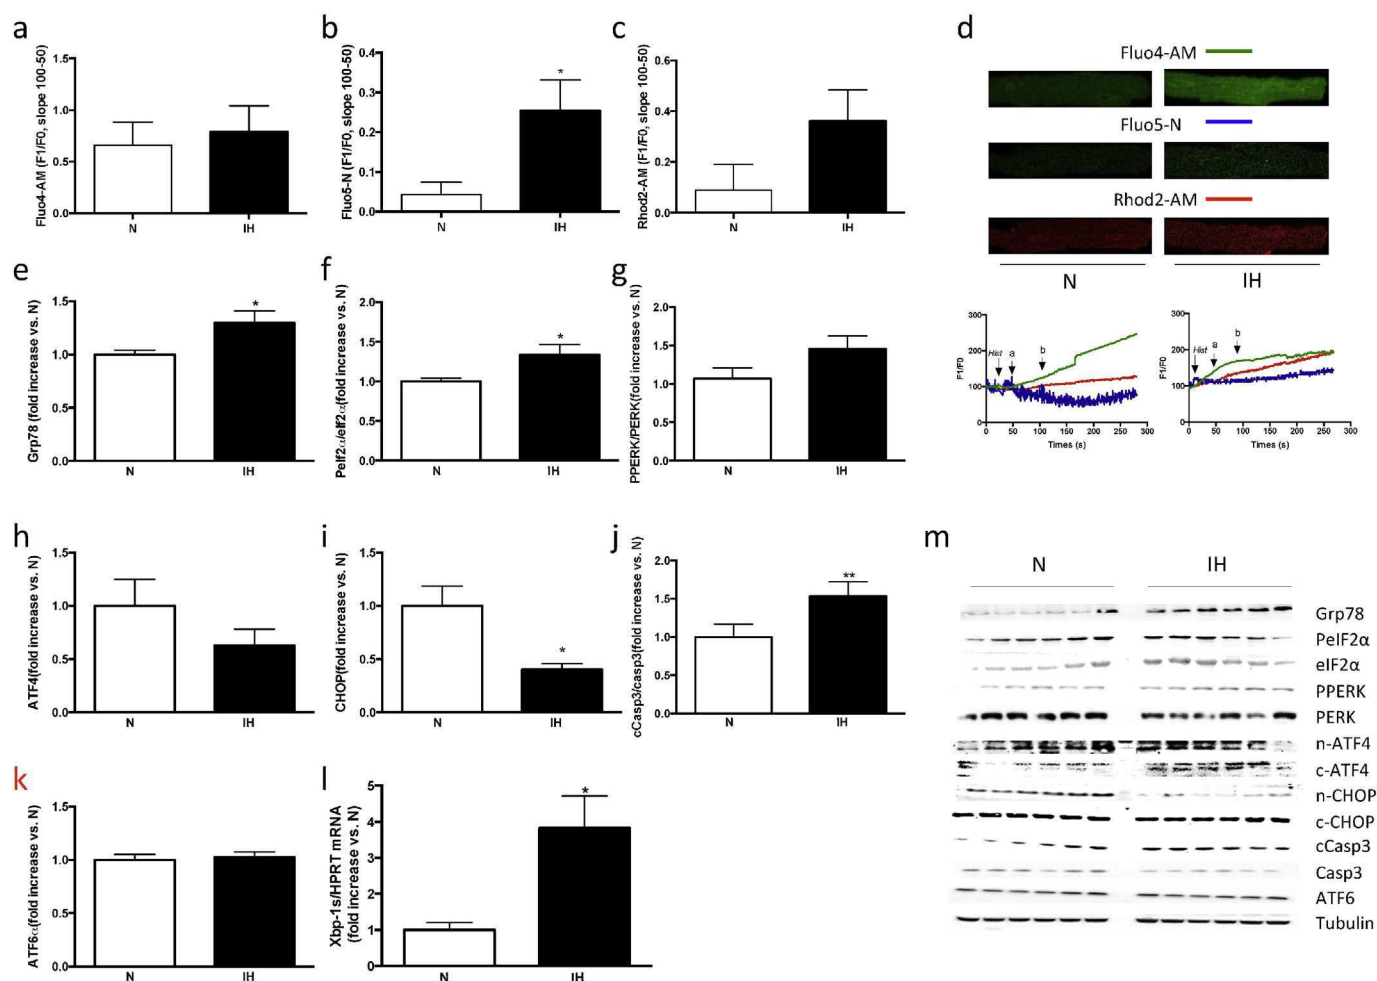 a
Fluo4-AM (F1/F0, slope 100-50)
1.5
1.0
0.5
0.0
N
IH
b
Fluo5-N (F1/F0, slope 100-50)
0.4
0.3
0.2
0.1
0.0
*
N
IH
c
Rhod2-AM (F1/F0, slope 100-50)
0.6
0.4
0.2
0.0
N
IH
d
Fluo4-AM
Fluo5-N
Rhod2-AM
N
IH
F1/F0
300
200
100
0
Hist
a
b
0 50 100 150 200 250 300
Times (s)
F1/F0
300
200
100
0
Hist
a
b
0 50 100 150 200 250 300
Times (s)
e
Grp78 (fold increase vs. N)
1.5
1.0
0.5
0.0
*
N
IH
f
Pelf2α/elf2α(fold increase vs. N)
2.0
1.5
1.0
0.5
0.0
*
N
IH
g
PPERK/PERK(fold increase vs. N)
2.0
1.5
1.0
0.5
0.0
N
IH
h
ATF4(fold increase vs. N)
1.5
1.0
0.5
0.0
N
IH
i
CHOP(fold increase vs. N)
1.5
1.0
0.5
0.0
*
N
IH
j
cCasp3/casp3(fold increase vs. N)
2.0
1.5
1.0
0.5
0.0
**
N
IH
k
ATF6α(fold increase vs. N)
1.5
1.0
0.5
0.0
N
IH
l
Xbp-1s/HPRT mRNA
(fold increase vs. N)
5
4
3
2
1
0
*
N
IH
m
N
IH
Grp78
PeIF2α
eIF2α
PPERK
PERK
n-ATF4
c-ATF4
n-CHOP
c-CHOP
cCasp3
Casp3
ATF6
Tubulin